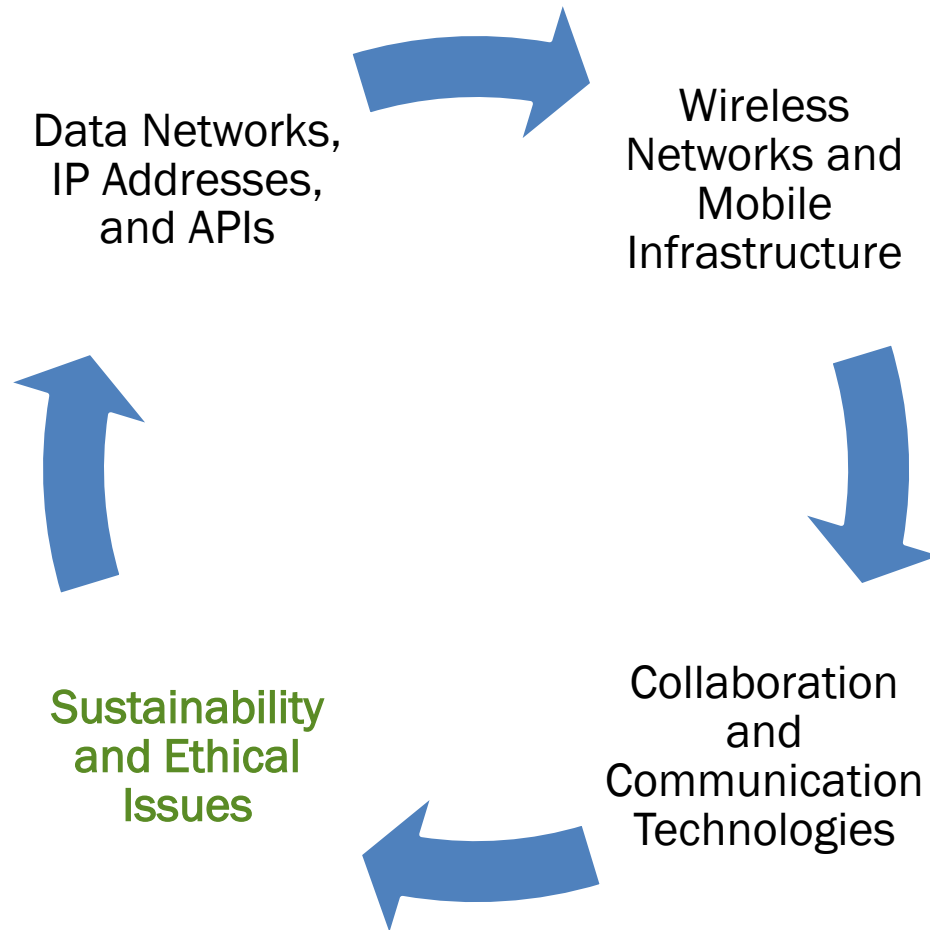 Data Networks,
IP Addresses,
and APIs
Wireless
Networks and
Mobile
Infrastructure
Collaboration
and
Communication
Technologies
Sustainability
and Ethical
Issues